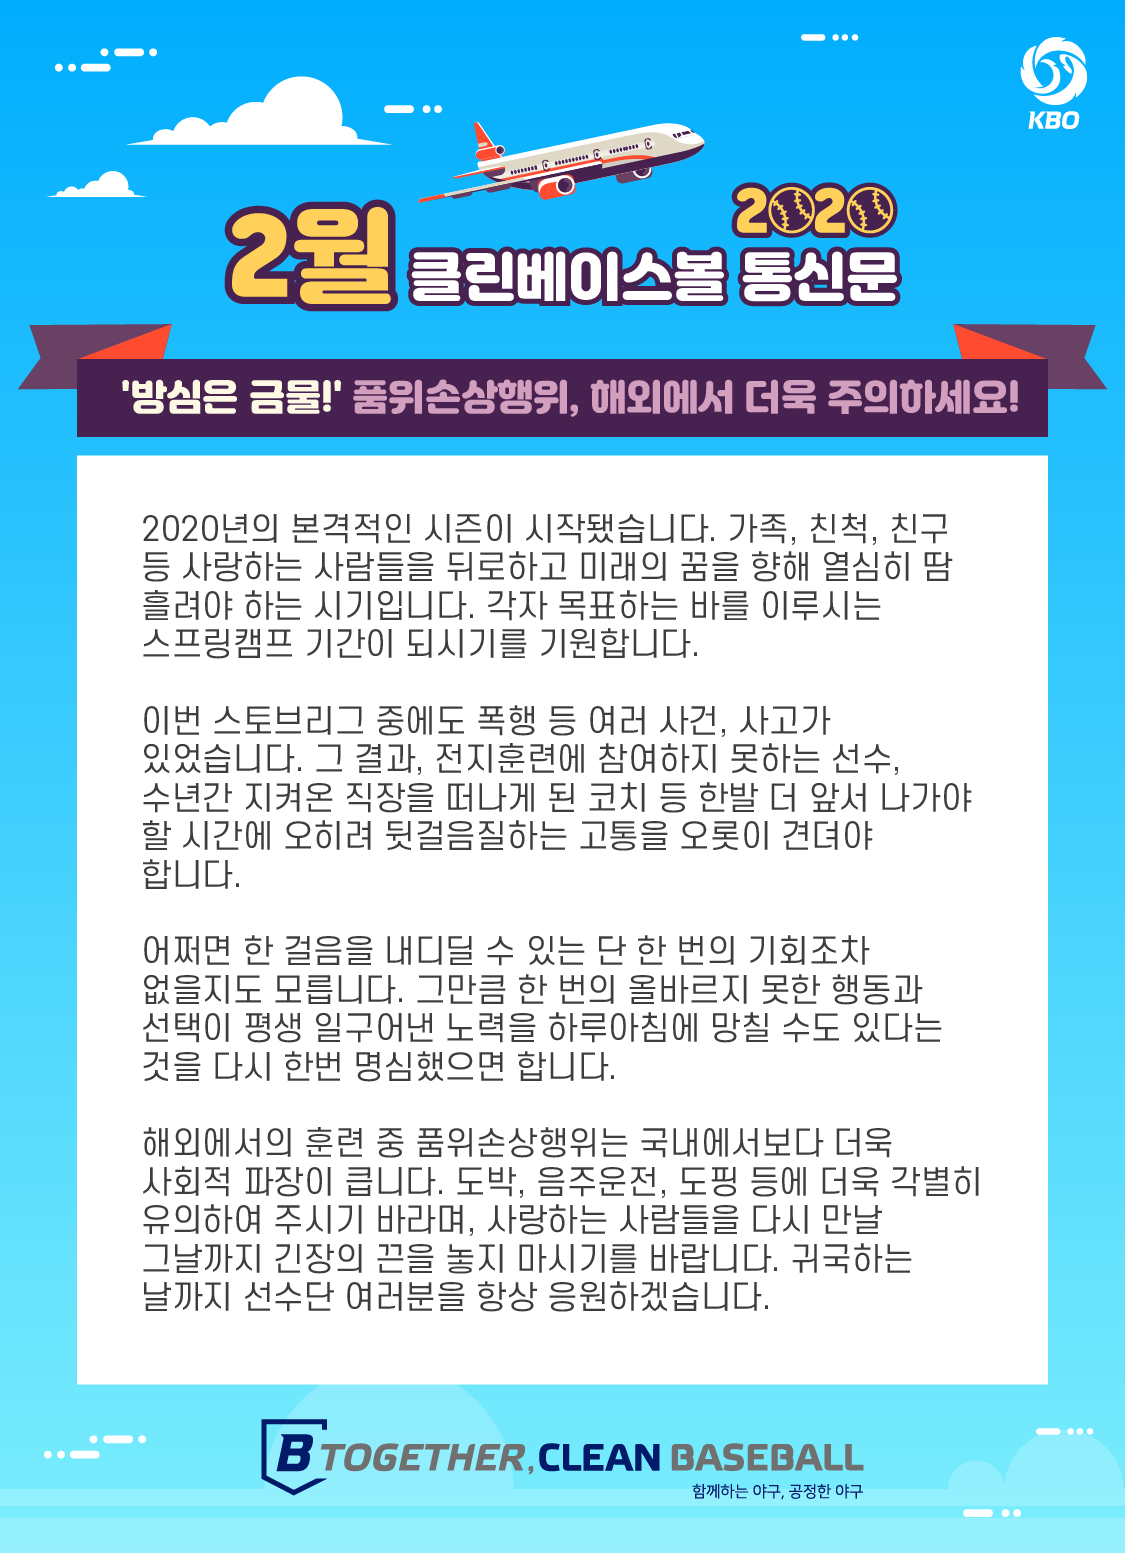 KBO
2020
2월 클린베이스볼 통신문
'방심은 금물!' 품위손상행위, 해외에서 더욱 주의하세요!
2020년의 본격적인 시즌이 시작됐습니다. 가족, 친척, 친구
등 사랑하는 사람들을 뒤로하고 미래의 꿈을 향해 열심히 땀
흘려야 하는 시기입니다. 각자 목표하는 바를 이루시는
스프링캠프 기간이 되시기를 기원합니다.
이번 스토브리그 중에도 폭행 등 여러 사건, 사고가
있었습니다. 그 결과, 전지훈련에 참여하지 못하는 선수,
수년간 지켜온 직장을 떠나게 된 코치 등 한발 더 앞서 나가야
할 시간에 오히려 뒷걸음질하는 고통을 오롯이 견뎌야
합니다.
어쩌면 한 걸음을 내디딜 수 있는 단 한 번의 기회조차
없을지도 모릅니다. 그만큼 한 번의 올바르지 못한 행동과
선택이 평생 일구어낸 노력을 하루아침에 망칠 수도 있다는
것을 다시 한번 명심했으면 합니다.
해외에서의 훈련 중 품위손상행위는 국내에서보다 더욱
사회적 파장이 큽니다. 도박, 음주운전, 도핑 등에 더욱 각별히
유의하여 주시기 바라며, 사랑하는 사람들을 다시 만날
그날까지 긴장의 끈을 놓지 마시기를 바랍니다. 귀국하는
날까지 선수단 여러분을 항상 응원하겠습니다.
B TOGETHER, CLEAN BASEBALL
함께하는 야구, 공정한 야구